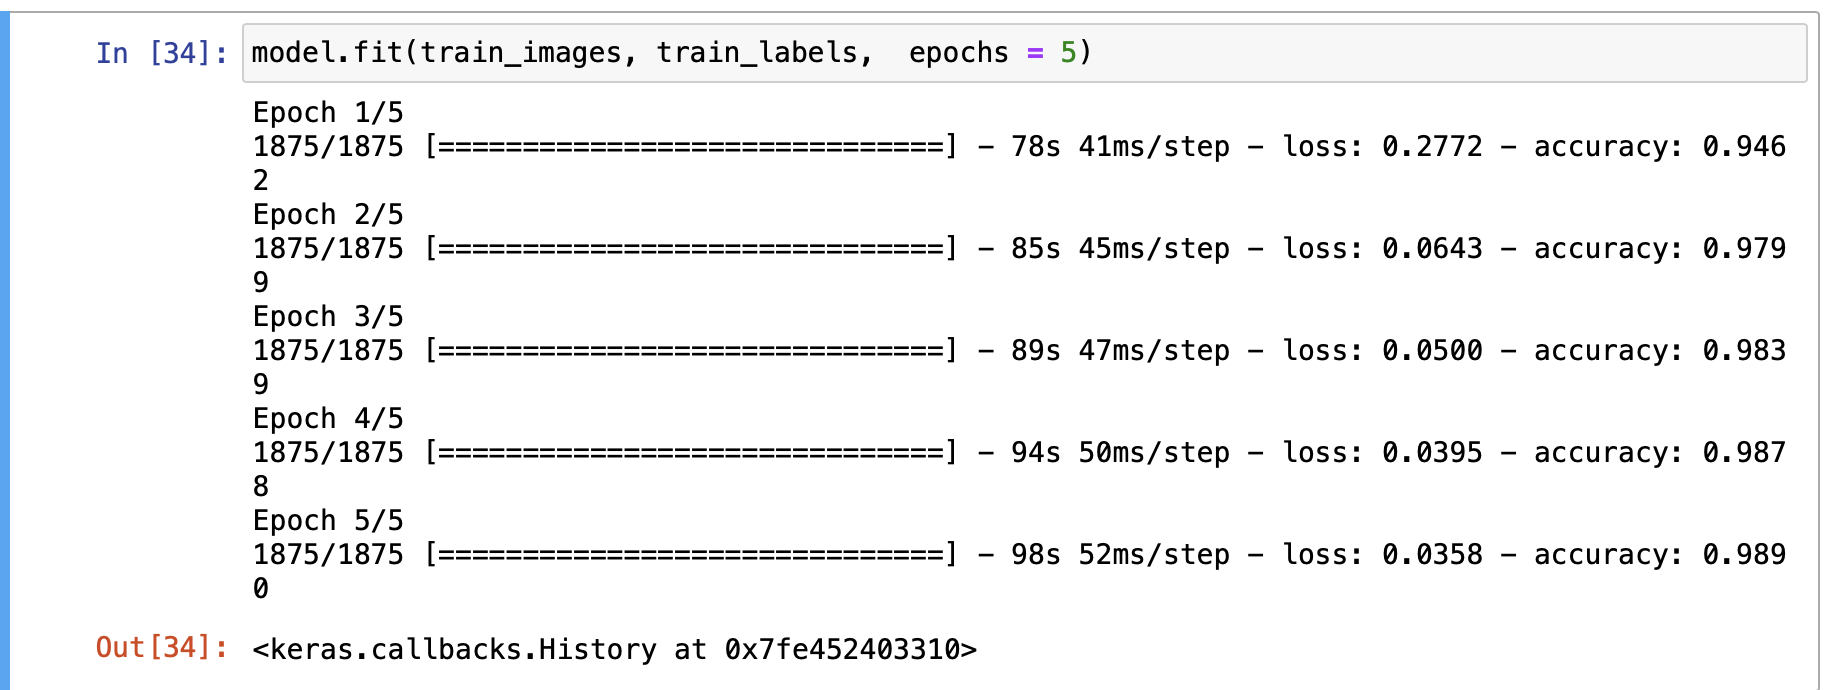 In [34]: model.fit(train_images, train_labels,  epochs = 5)
Epoch 1/5
1875/1875 [==============================] - 78s 41ms/step - loss: 0.2772 - accuracy: 0.946
2
Epoch 2/5
1875/1875 [==============================] - 85s 45ms/step - loss: 0.0643 - accuracy: 0.979
9
Epoch 3/5
1875/1875 [==============================] - 89s 47ms/step - loss: 0.0500 - accuracy: 0.983
9
Epoch 4/5
1875/1875 [==============================] - 94s 50ms/step - loss: 0.0395 - accuracy: 0.987
8
Epoch 5/5
1875/1875 [==============================] - 98s 52ms/step - loss: 0.0358 - accuracy: 0.989
0
Out[34]: <keras.callbacks.History at 0x7fe452403310>